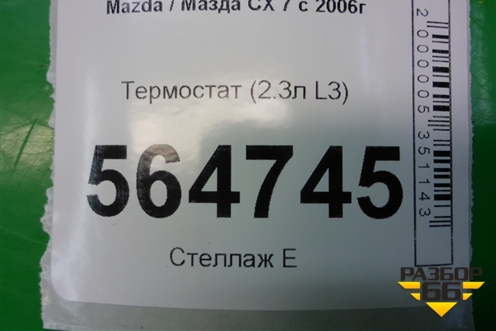 Mazda / Мазда CX 7 с 2006г
Термостат (2.3л L3)
564745
Стеллаж Е
2000005351143
РАЗБОР
66